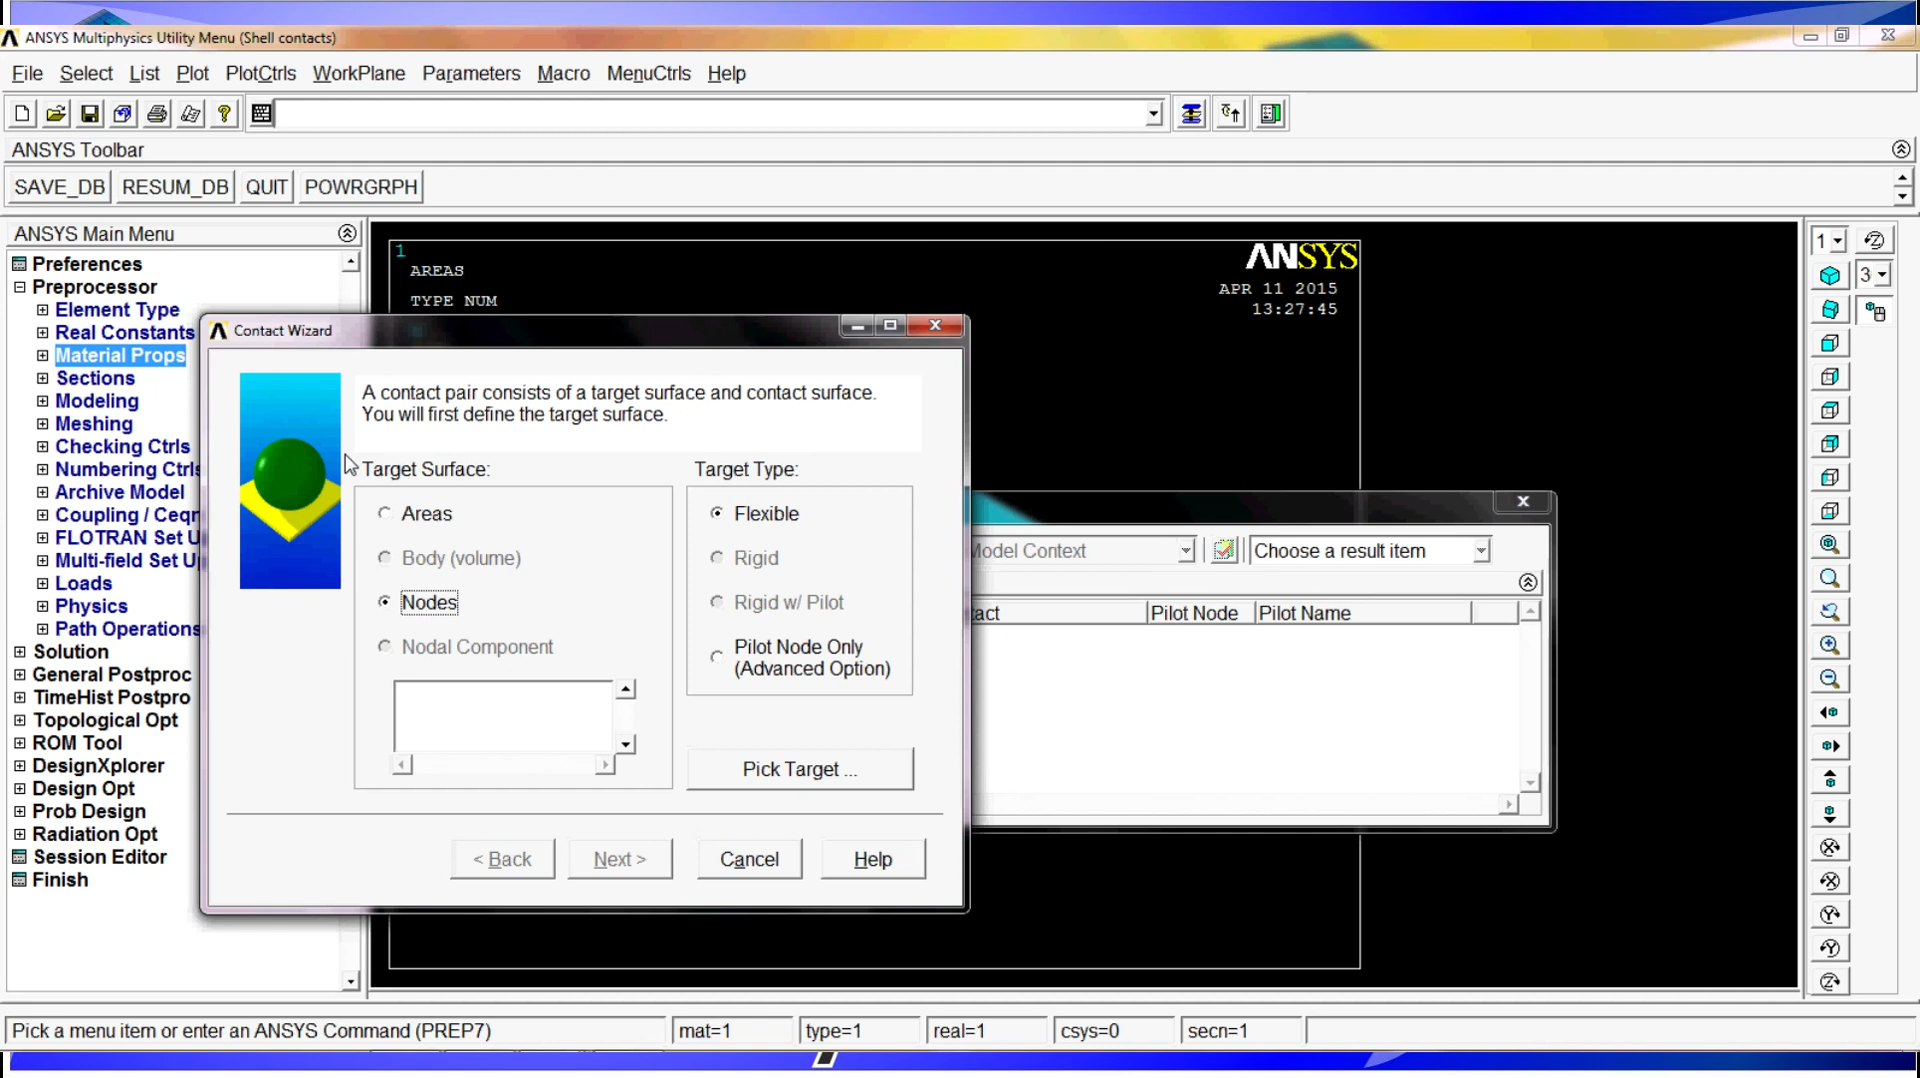 ANSYS Multiphysics Utility Menu (Shell contacts)
File Select List Plot PlotCtrls WorkPlane Parameters Macro MenuCtrls Help
ANSYS Toolbar
SAVE_DB RESUM_DB QUIT POWRGRPH
ANSYS Main Menu
Preferences
Preprocessor
Element Type
Real Constants
Material Props
Sections
Modeling
Meshing
Checking Ctrls
Numbering Ctrls
Archive Model
Coupling / Ceqn
FLOTRAN Set U
Multi-field Set Up
Loads
Physics
Path Operations
Solution
General Postproc
TimeHist Postpro
Topological Opt
ROM Tool
DesignXplorer
Design Opt
Prob Design
Radiation Opt
Session Editor
Finish
1
AREAS
TYPE NUM
ANSYS
APR 11 2015
13:27:45
Contact Wizard
A contact pair consists of a target surface and contact surface.
You will first define the target surface.
Target Surface:
Areas
Body (volume)
Nodes
Nodal Component
Target Type:
Flexible
Rigid
Rigid w/ Pilot
Pilot Node Only
(Advanced Option)
Pick Target ...
< Back Next > Cancel Help
Model Context Choose a result item
tact Pilot Node Pilot Name
1
3
Pick a menu item or enter an ANSYS Command (PREP7) mat=1 type=1 real=1 csys=0 secn=1